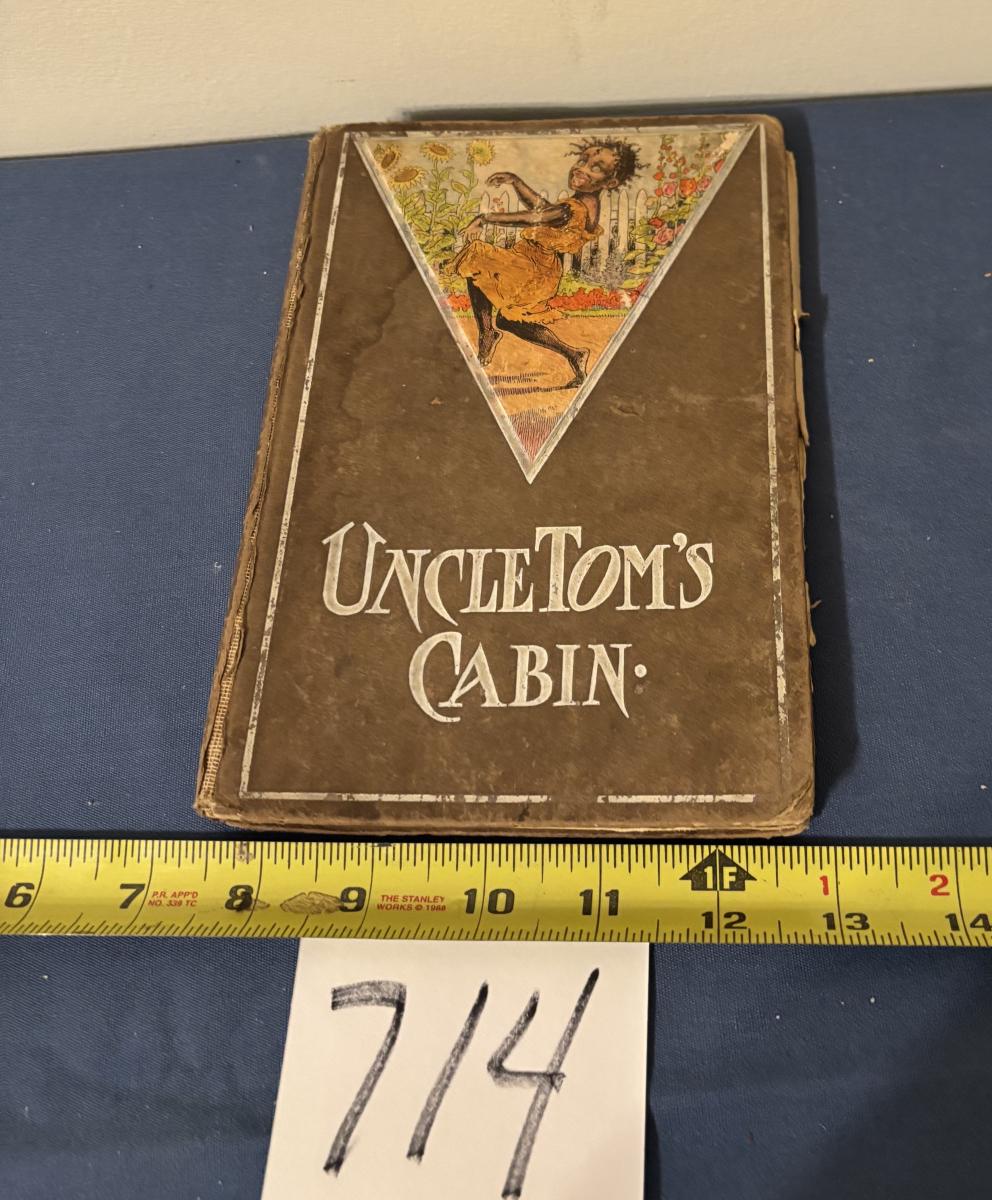 UNCLE TOM'S
CABIN·
1F 1 2
6 7 P.R. APP'D 8 9 THE STANLEY 10 11 12 13 14
NO. 339 TC WORKS © 1968
714